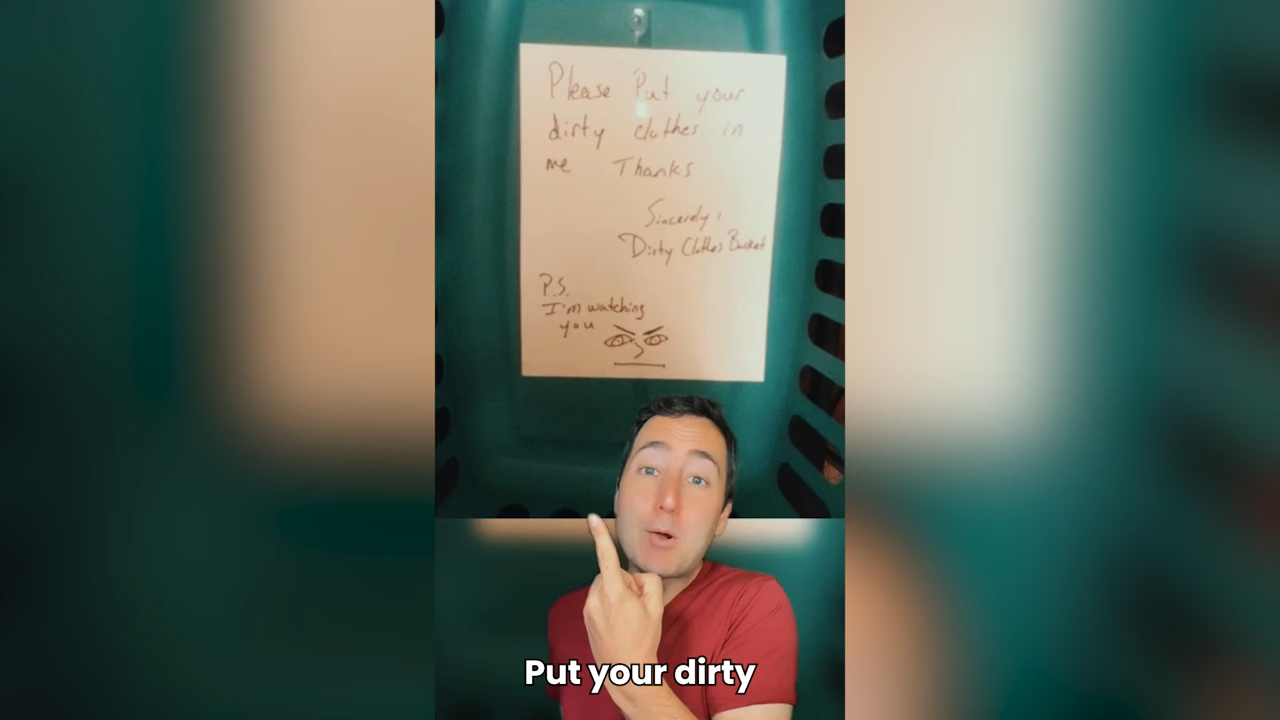 Please Put your
dirty clothes in
me Thanks
Sincerely,
Dirty Clothes Bucket
P.S.
I'm watching
you
Put your dirty